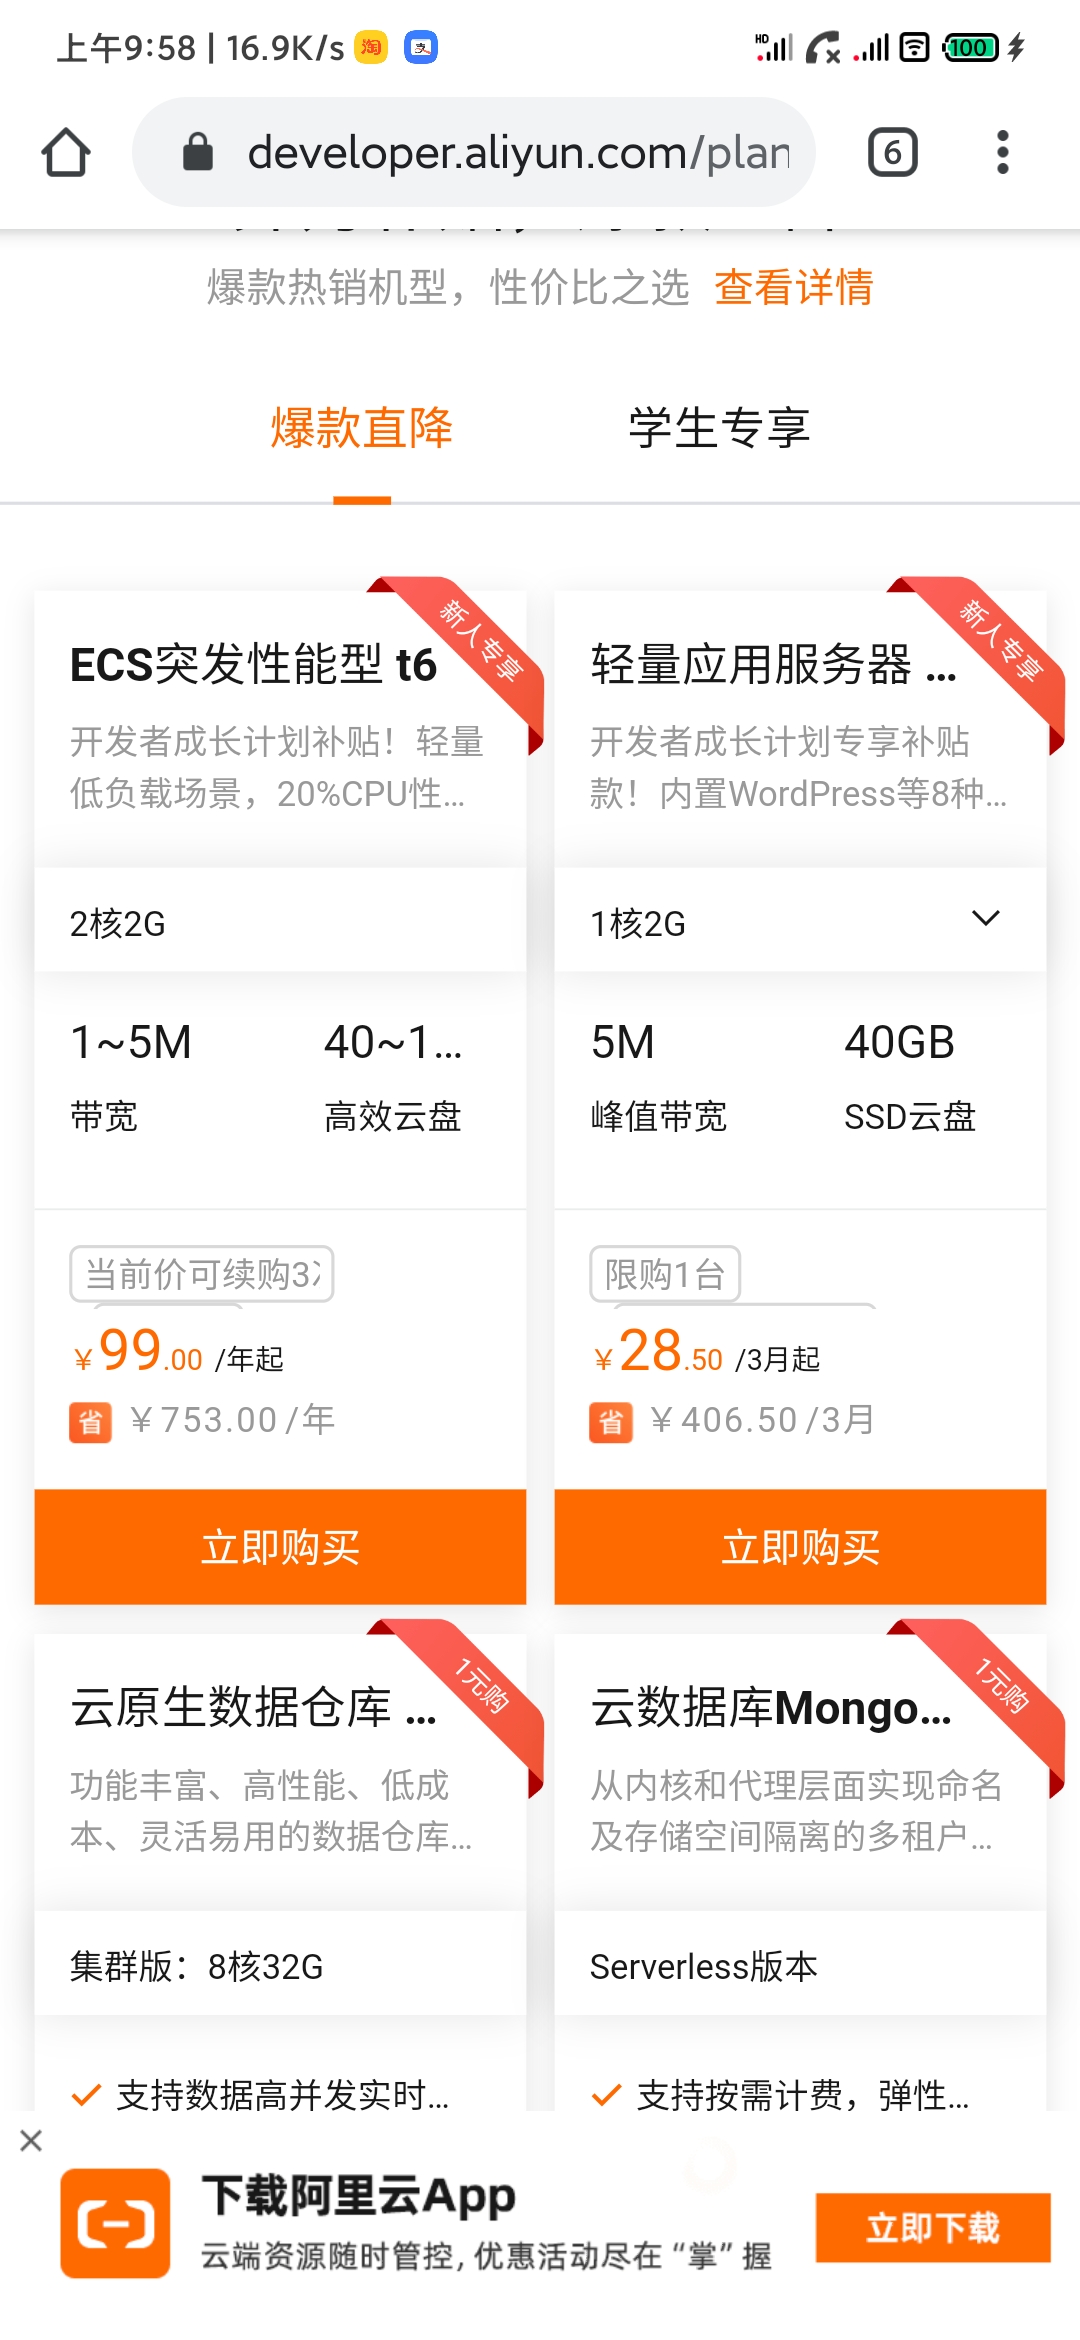 上午9:58 | 16.9K/s 淘 支
HD 100
developer.aliyun.com/plan
6
爆款热销机型，性价比之选 查看详情
爆款直降
学生专享
新人专享
ECS突发性能型 t6
开发者成长计划补贴！轻量
低负载场景，20%CPU性...
2核2G
1~5M
40~1...
带宽
高效云盘
当前价可续购3
¥99.00 /年起
省 ¥753.00/年
立即购买
新人专享
轻量应用服务器 ...
开发者成长计划专享补贴
款！内置WordPress等8种...
1核2G
5M
40GB
峰值带宽
SSD云盘
限购1台
¥28.50 /3月起
省 ¥406.50/3月
立即购买
1元购
云原生数据仓库 ...
功能丰富、高性能、低成
本、灵活易用的数据仓库...
集群版：8核32G
支持数据高并发实时...
1元购
云数据库Mongo...
从内核和代理层面实现命名
及存储空间隔离的多租户...
Serverless版本
支持按需计费，弹性...
下载阿里云App
云端资源随时管控，优惠活动尽在“掌”握
立即下载